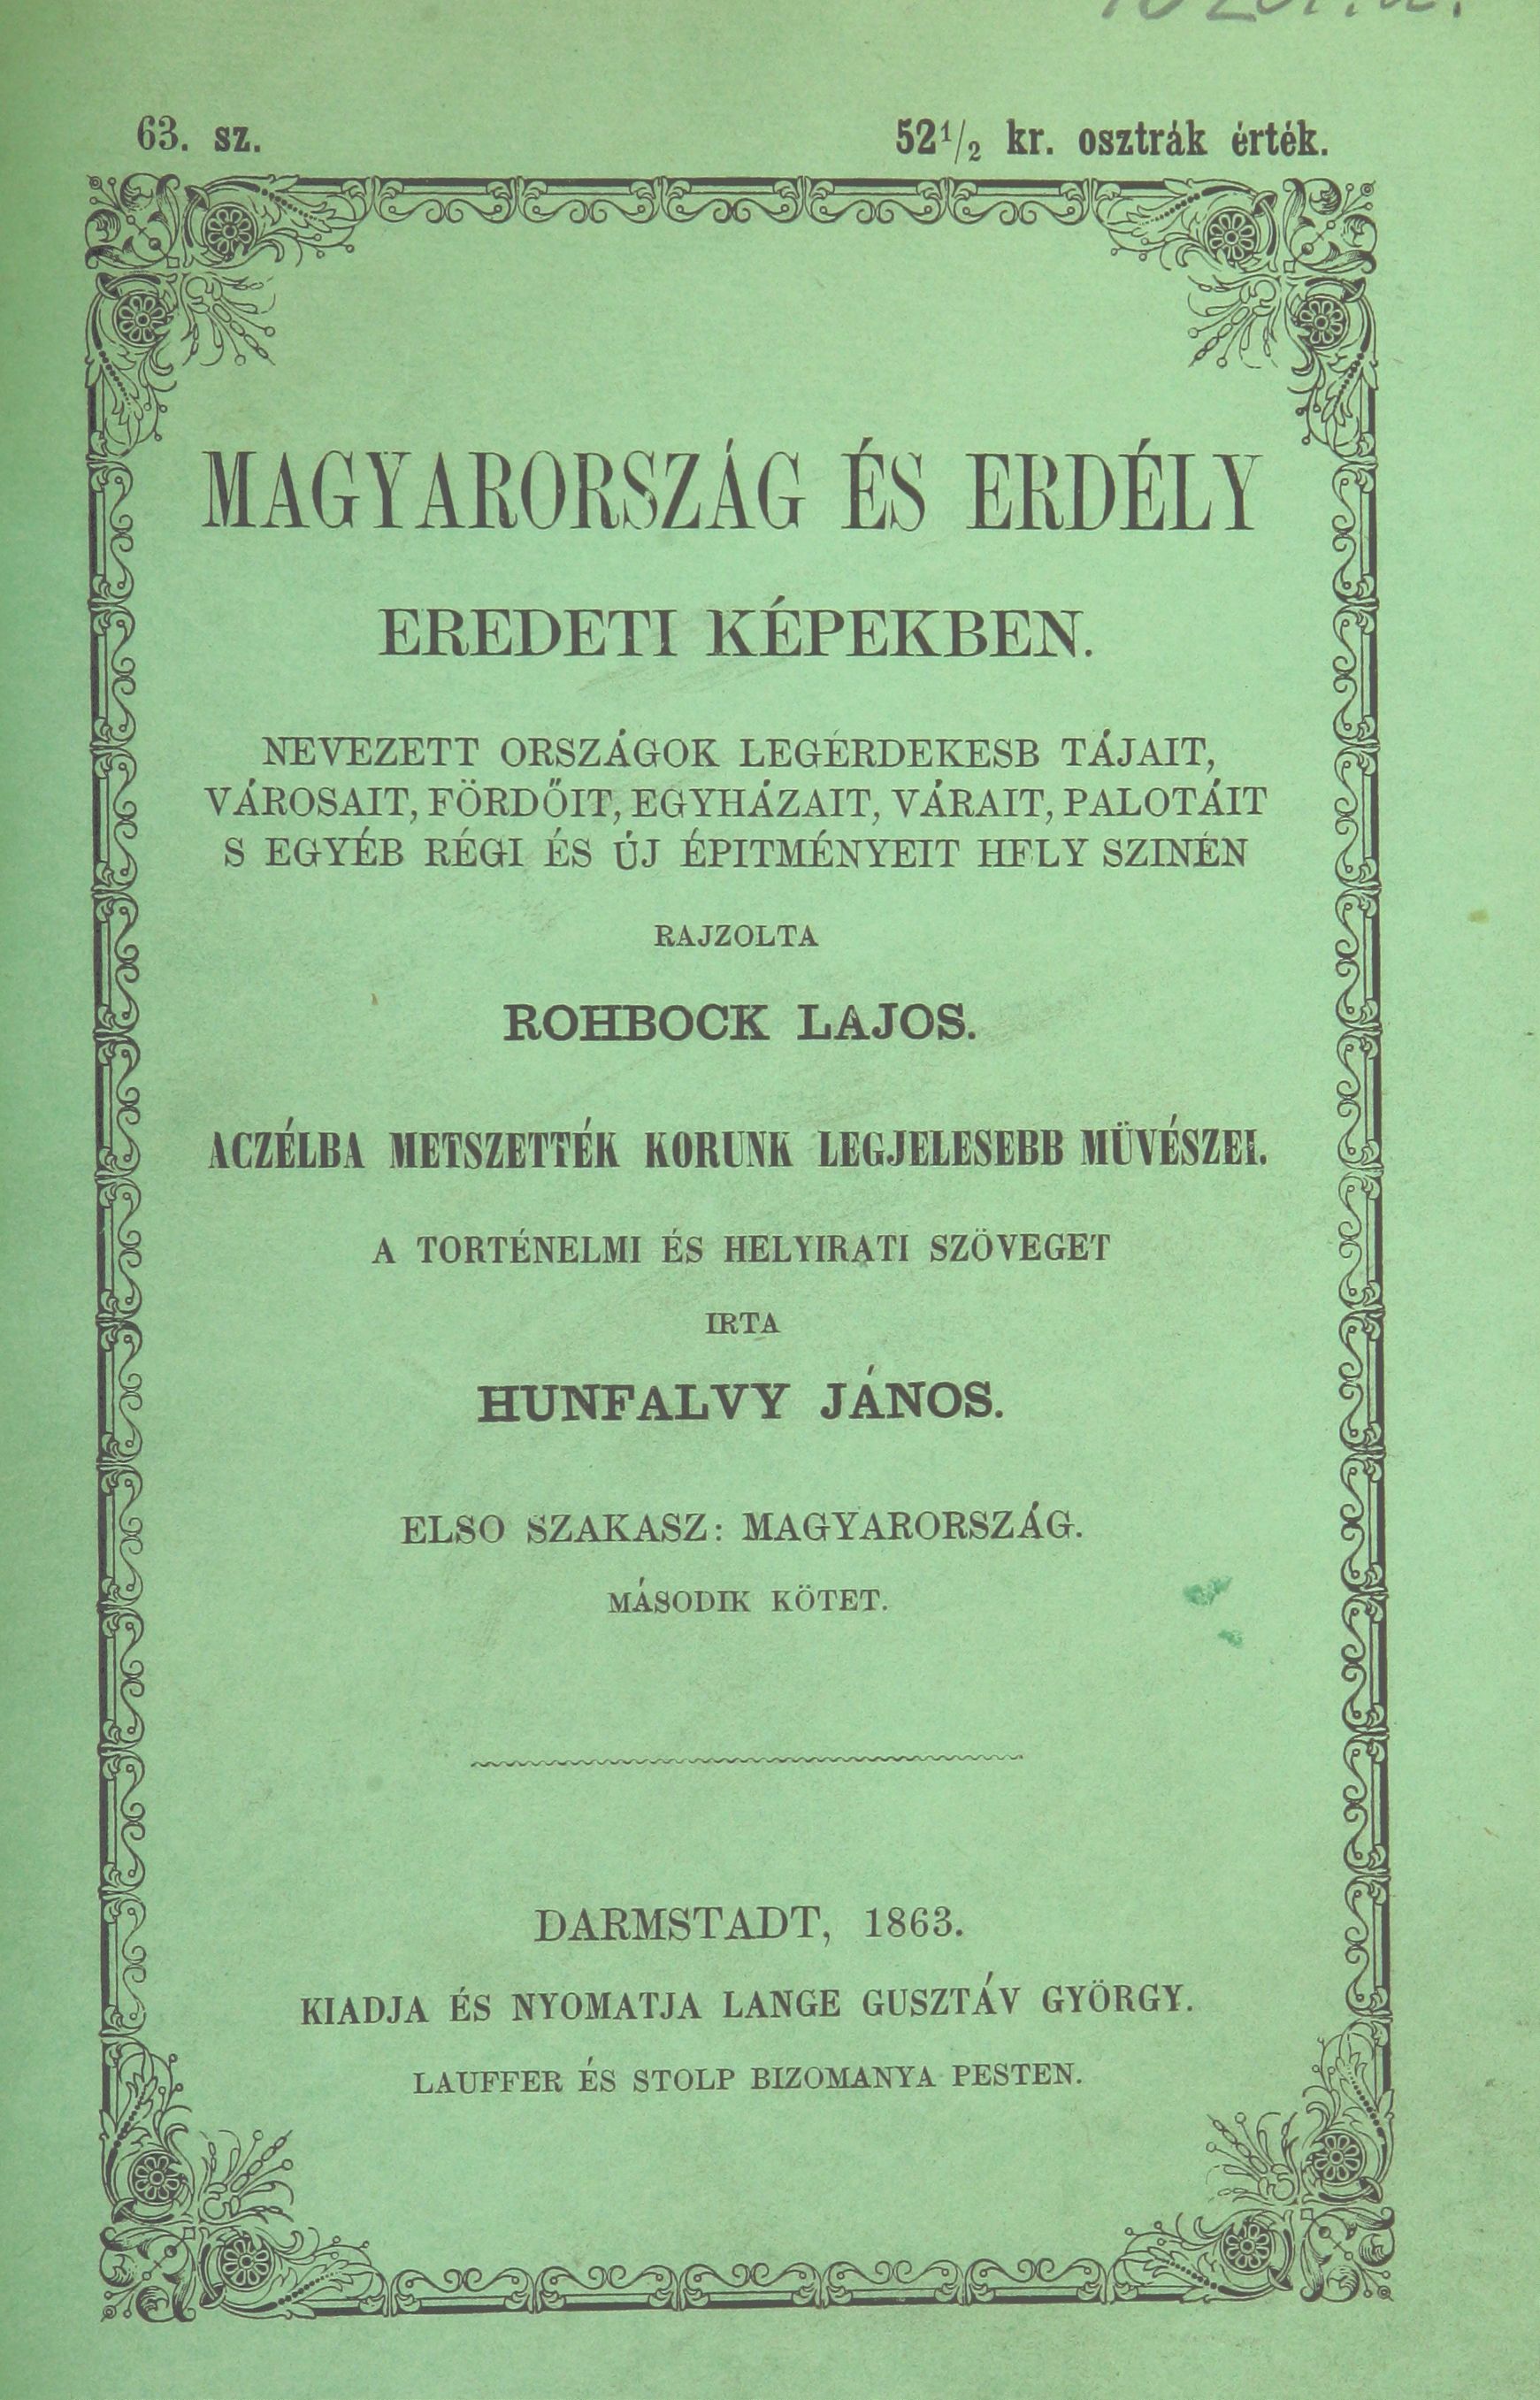 63. sz.
52 1/2 kr. osztrák érték.
MAGYARORSZÁG ÉS ERDÉLY
EREDETI KÉPEKBEN.
NEVEZETT ORSZÁGOK LEGÉRDEKESB TÁJAIT,
VÁROSAIT, FÖRDŐIT, EGYHÁZAIT, VÁRAIT, PALOTÁIT
S EGYÉB RÉGI ÉS ÚJ ÉPITMÉNYEIT HELY SZINÉN
RAJZOLTA
ROHBOCK LAJOS.
ACZÉLBA METSZETTÉK KORUNK LEGJELESEBB MÜVÉSZEI.
A TORTÉNELMI ÉS HELYIRATI SZÖVEGET
IRTA
HUNFALVY JÁNOS.
ELSO SZAKASZ: MAGYARORSZÁG.
MÁSODIK KÖTET.
DARMSTADT, 1863.
KIADJA ÉS NYOMATJA LANGE GUSZTÁV GYÖRGY.
LAUFFER ÉS STOLP BIZOMANYA PESTEN.